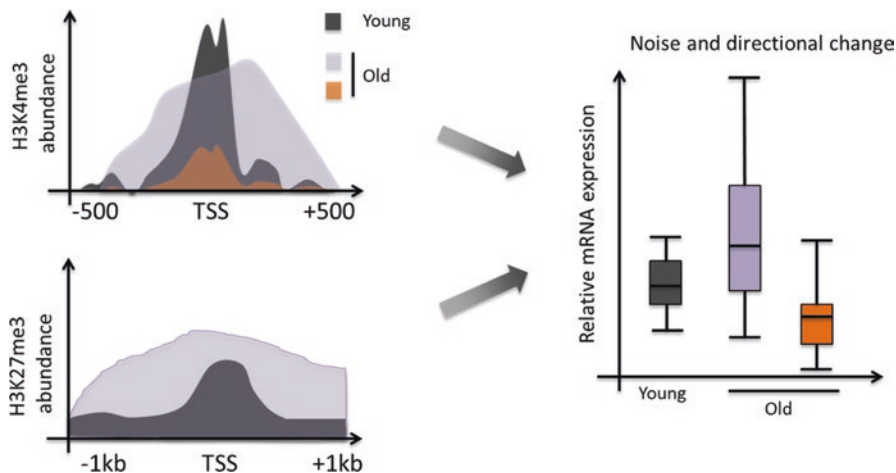 H3K4me3
abundance
Young
Old
-500
TSS
+500
H3K27me3
abundance
-1kb
TSS
+1kb
Noise and directional change
Relative mRNA expression
Young
Old